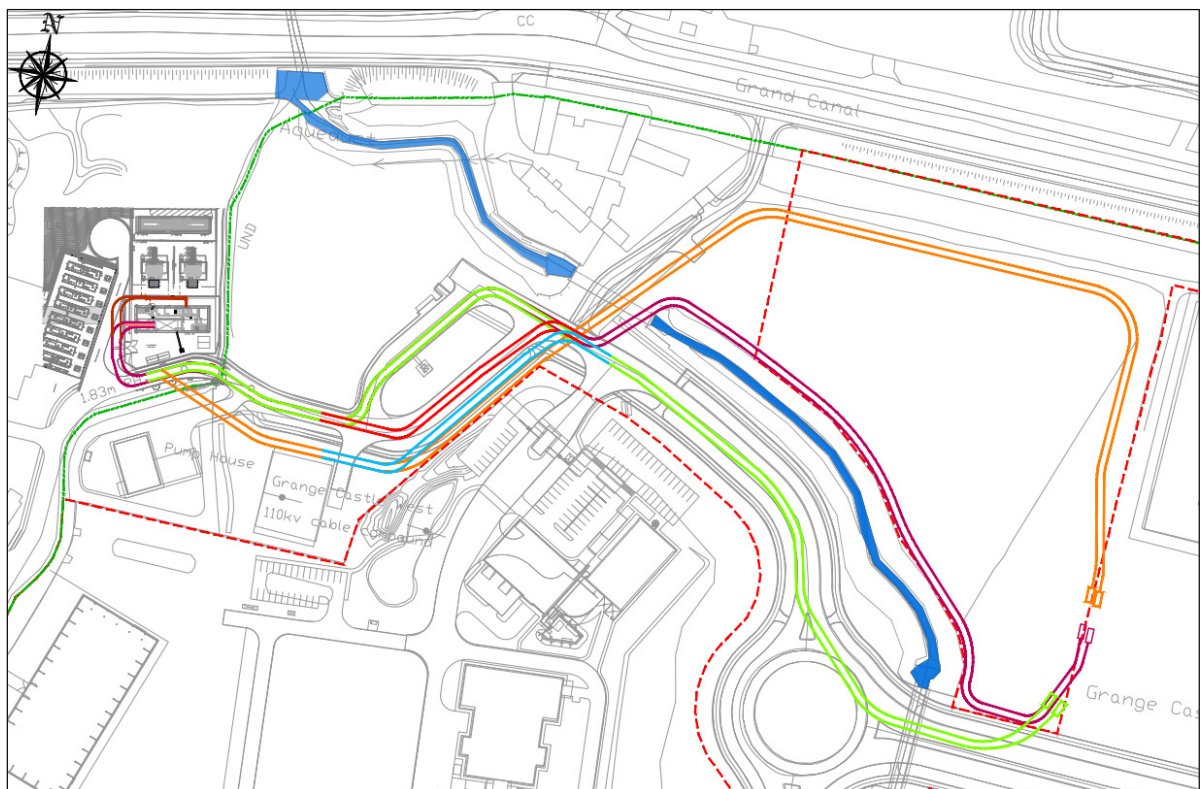 N
CC
Grand Canal
Aqueduct
UND
1.83m
Pump House
Grange Castle West
110kv cable compound
Grange Cas